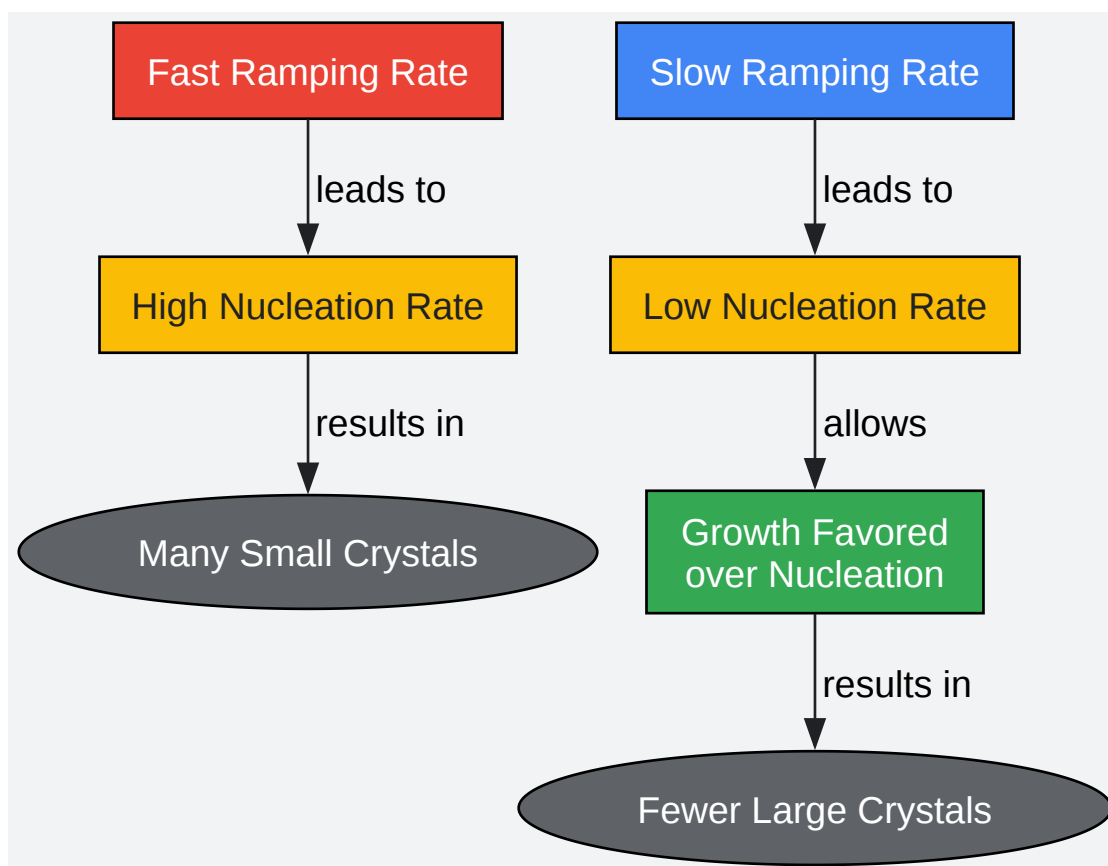 Fast Ramping Rate
Slow Ramping Rate
leads to
leads to
High Nucleation Rate
Low Nucleation Rate
results in
allows
Many Small Crystals
Growth Favored
over Nucleation
results in
Fewer Large Crystals